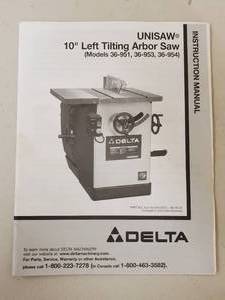 UNISAW®
10" Left Tilting Arbor Saw
(Models 36-951, 36-953, 36-954)
INSTRUCTION MANUAL
DELTA
DELTA
To learn more about DELTA MACHINERY
visit our website at: www.deltamachinery.com.
For Parts, Service, Warranty or other Assistance,
please call 1-800-223-7278 (In Canada call 1-800-463-3582).